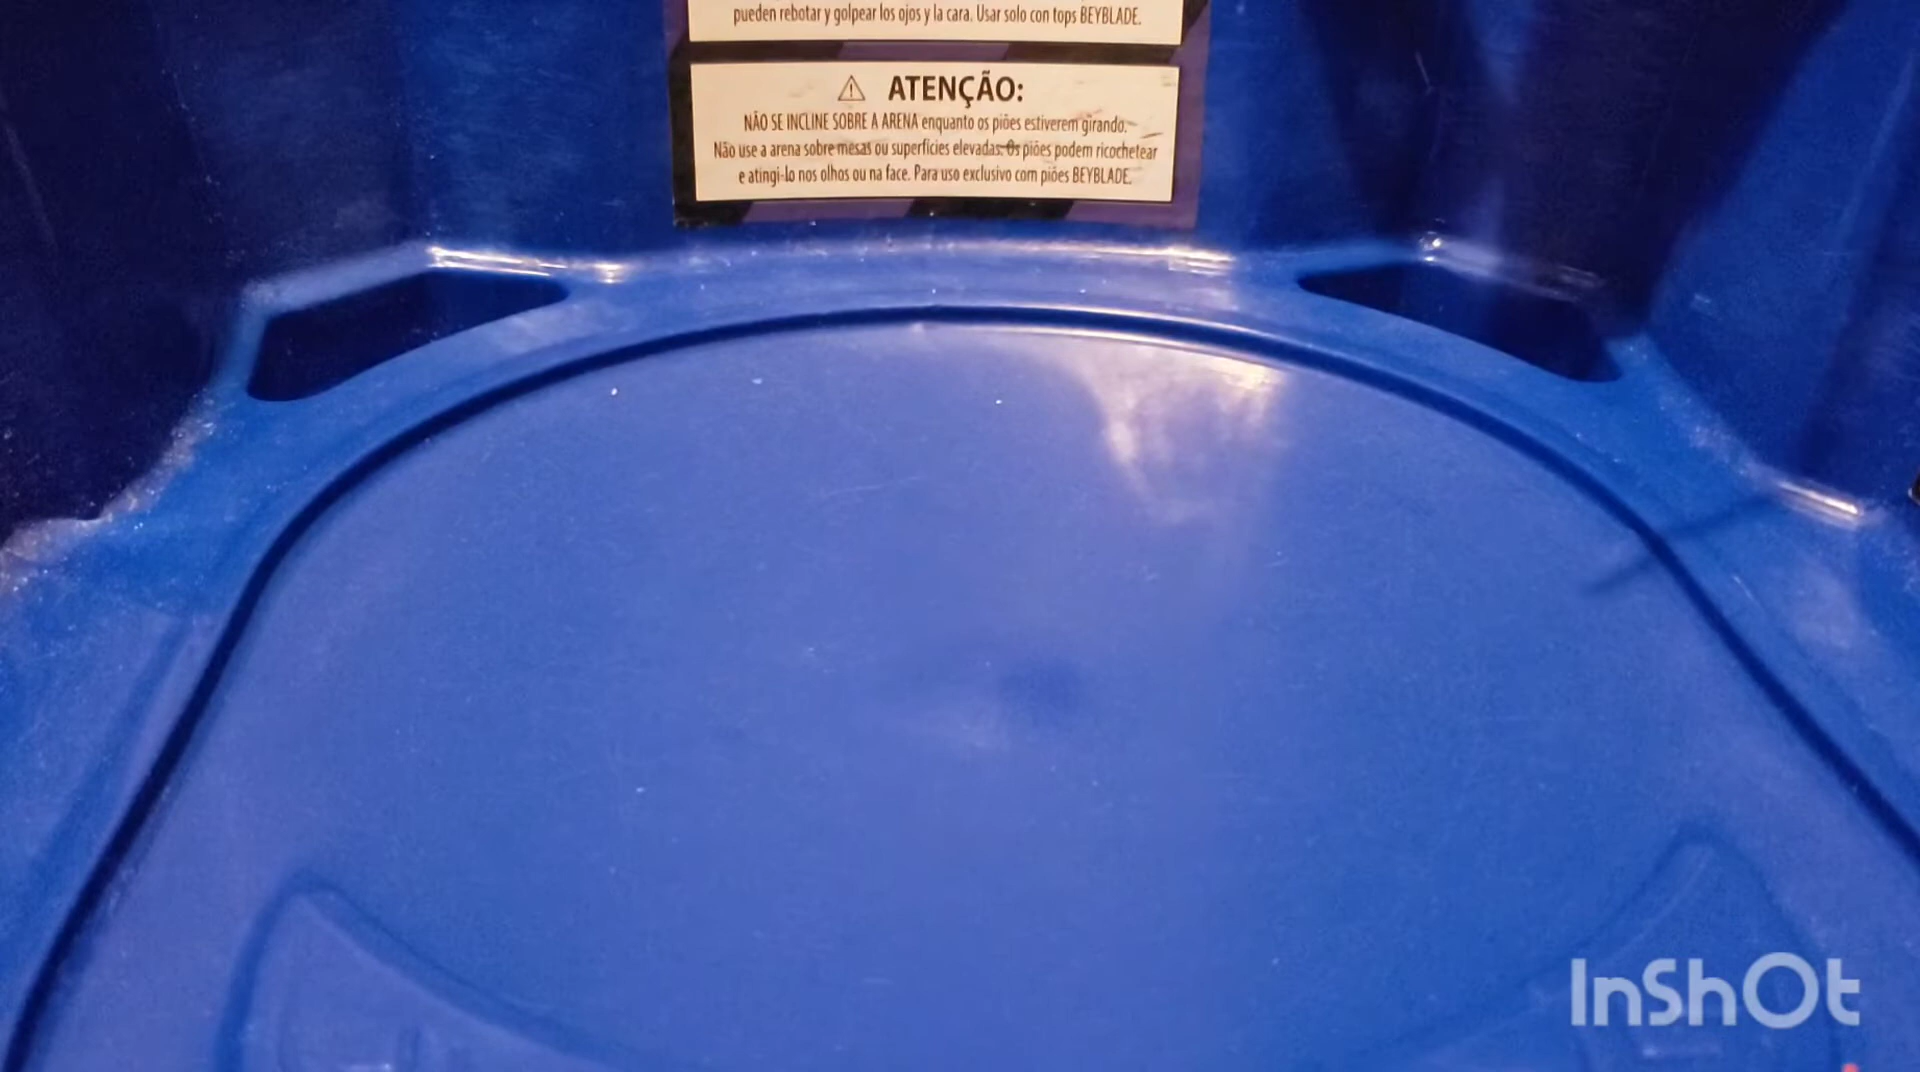 pueden rebotar y golpear los ojos y la cara. Usar solo con tops BEYBLADE.
ATENÇÃO:
NÃO SE INCLINE SOBRE A ARENA enquanto os piões estiverem girando.
Não use a arena sobre mesas ou superfícies elevadas. Os piões podem ricochetear
e atingi-lo nos olhos ou na face. Para uso exclusivo com piões BEYBLADE.
InShOt